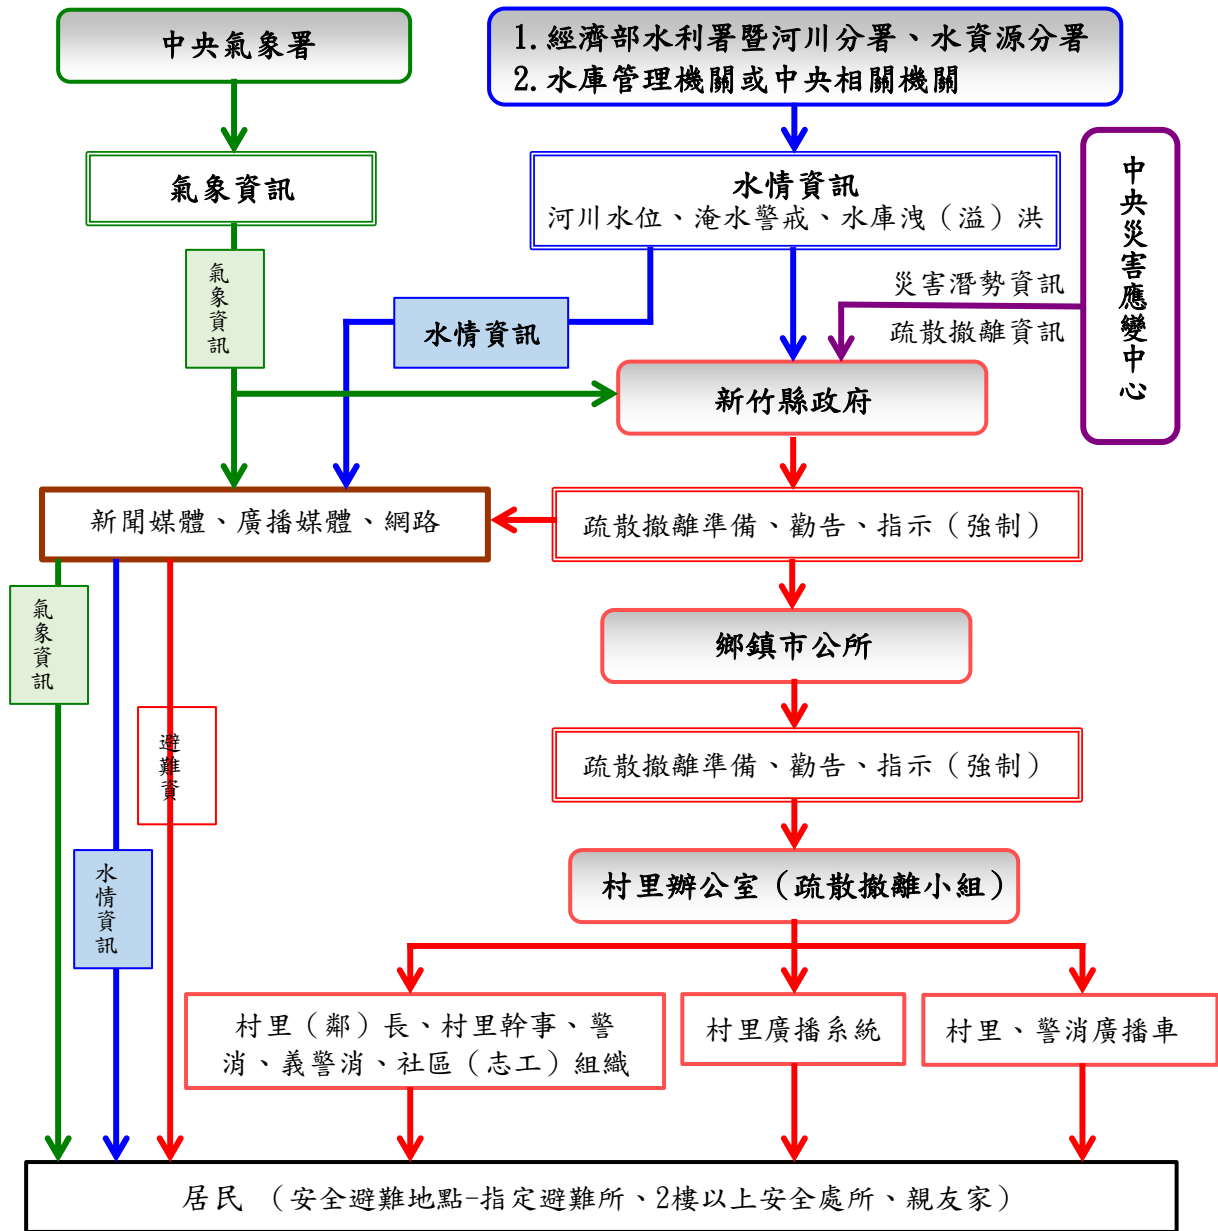 中央氣象署
1.經濟部水利署暨河川分署、水資源分署
2.水庫管理機關或中央相關機關
氣象資訊
水情資訊
河川水位、淹水警戒、水庫洩（溢）洪
中央災害應變中心
氣象資訊
水情資訊
災害潛勢資訊
疏散撤離資訊
新竹縣政府
新聞媒體、廣播媒體、網路
疏散撤離準備、勸告、指示（強制）
氣象資訊
鄉鎮市公所
避難資
疏散撤離準備、勸告、指示（強制）
水情資訊
村里辦公室（疏散撤離小組）
村里（鄰）長、村里幹事、警
消、義警消、社區（志工）組織
村里廣播系統
村里、警消廣播車
居民 （安全避難地點-指定避難所、2樓以上安全處所、親友家）